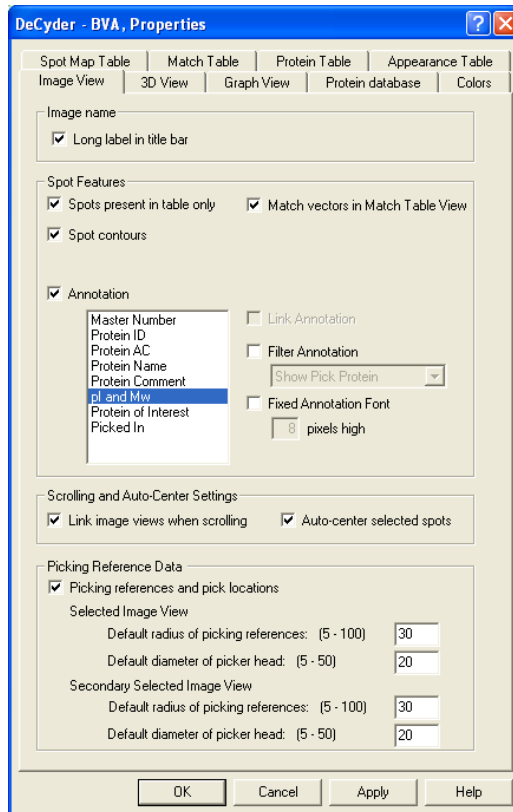 DeCyder - BVA, Properties
Spot Map Table Match Table Protein Table Appearance Table
Image View 3D View Graph View Protein database Colors
Image name
Long label in title bar
Spot Features
Spots present in table only Match vectors in Match Table View
Spot contours
Annotation
Master Number
Protein ID
Protein AC
Protein Name
Protein Comment
pI and Mw
Protein of Interest
Picked In
Link Annotation
Filter Annotation
Show Pick Protein
Fixed Annotation Font
8 pixels high
Scrolling and Auto-Center Settings
Link image views when scrolling Auto-center selected spots
Picking Reference Data
Picking references and pick locations
Selected Image View
Default radius of picking references: (5 - 100) 30
Default diameter of picker head: (5 - 50) 20
Secondary Selected Image View
Default radius of picking references: (5 - 100) 30
Default diameter of picker head: (5 - 50) 20
OK Cancel Apply Help